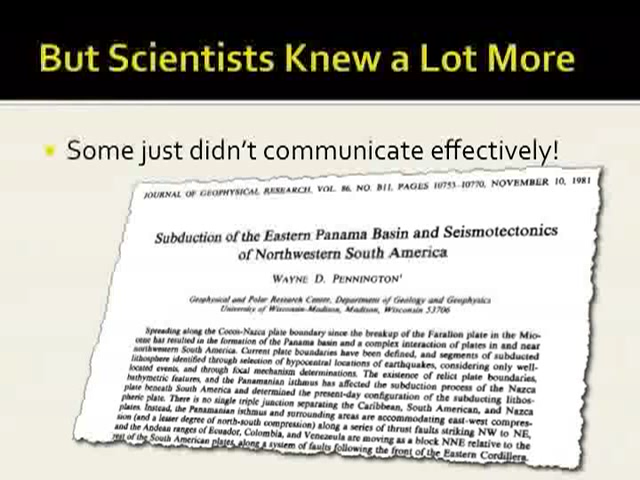 But Scientists Knew a Lot More
Some just didn't communicate effectively!
JOURNAL OF GEOPHYSICAL RESEARCH, VOL. 86, NO. B11, PAGES 10753-10770, NOVEMBER 10, 1981
Subduction of the Eastern Panama Basin and Seismotectonics
of Northwestern South America
WAYNE D. PENNINGTON¹
Geophysical and Polar Research Center, Department of Geology and Geophysics
University of Wisconsin-Madison, Madison, Wisconsin 53706
Spreading along the Cocos-Nazca plate boundary since the breakup of the Farallon plate in the Mio-
cene has resulted in the formation of the Panama basin and a complex interaction of plates in and near
northwestern South America. Current plate boundaries have been defined, and segments of subducted
lithosphere identified through selection of hypocentral locations of earthquakes, considering only well-
located events, and through focal mechanism determinations. The existence of relict plate boundaries,
bathymetric features, and the Panamanian isthmus has affected the subduction process of the Nazca
plate beneath South America and determined the present-day configuration of the subducting lithos-
pheric plate. There is no single triple junction separating the Caribbean, South American, and Nazca
plates. Instead, the Panamanian isthmus and surrounding areas are accommodating east-west compres-
sion (and a lesser degree of north-south compression) along a series of thrust faults striking NW to NE,
and the Andean ranges of Ecuador, Colombia, and Venezuela are moving as a block NNE relative to the
rest of the South American plates, along a system of faults following the front of the Eastern Cordillera.